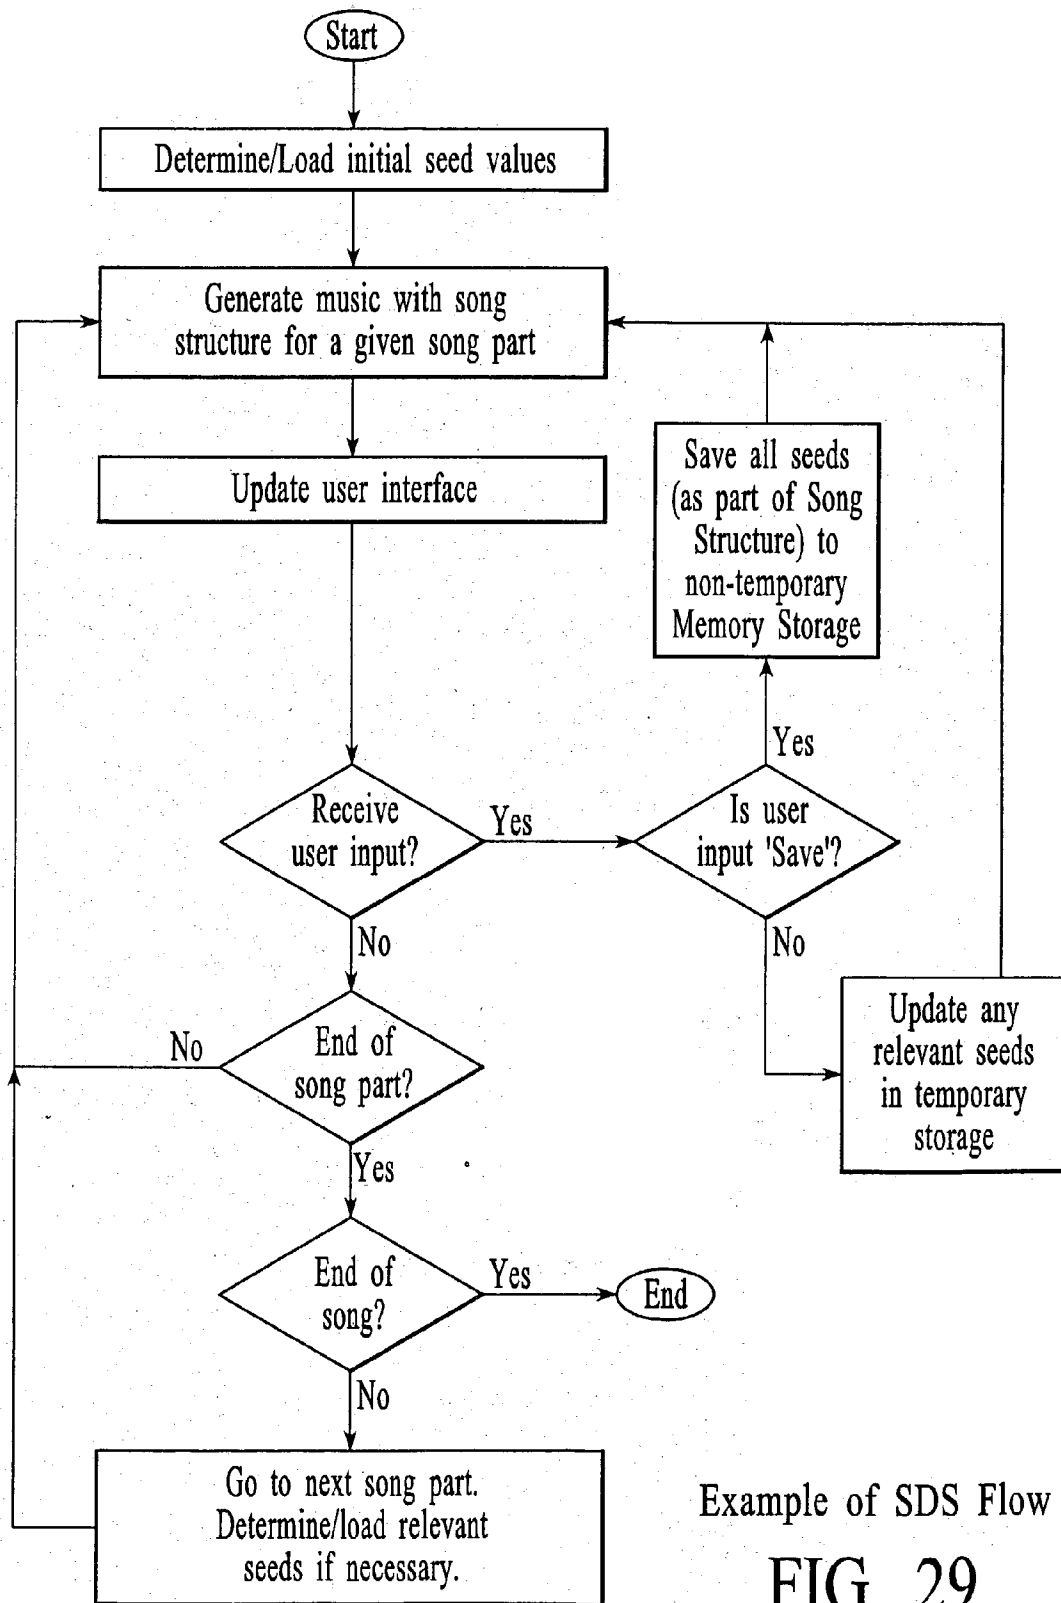 Start
Determine/Load initial seed values
Generate music with song
structure for a given song part
Update user interface
Save all seeds
(as part of Song
Structure) to
non-temporary
Memory Storage
Yes
Receive
user input?
Yes
Is user
input 'Save'?
No
No
Update any
relevant seeds
in temporary
storage
End of
song part?
No
Yes
End of
song?
Yes
End
No
Go to next song part.
Determine/load relevant
seeds if necessary.
Example of SDS Flow
FIG. 29